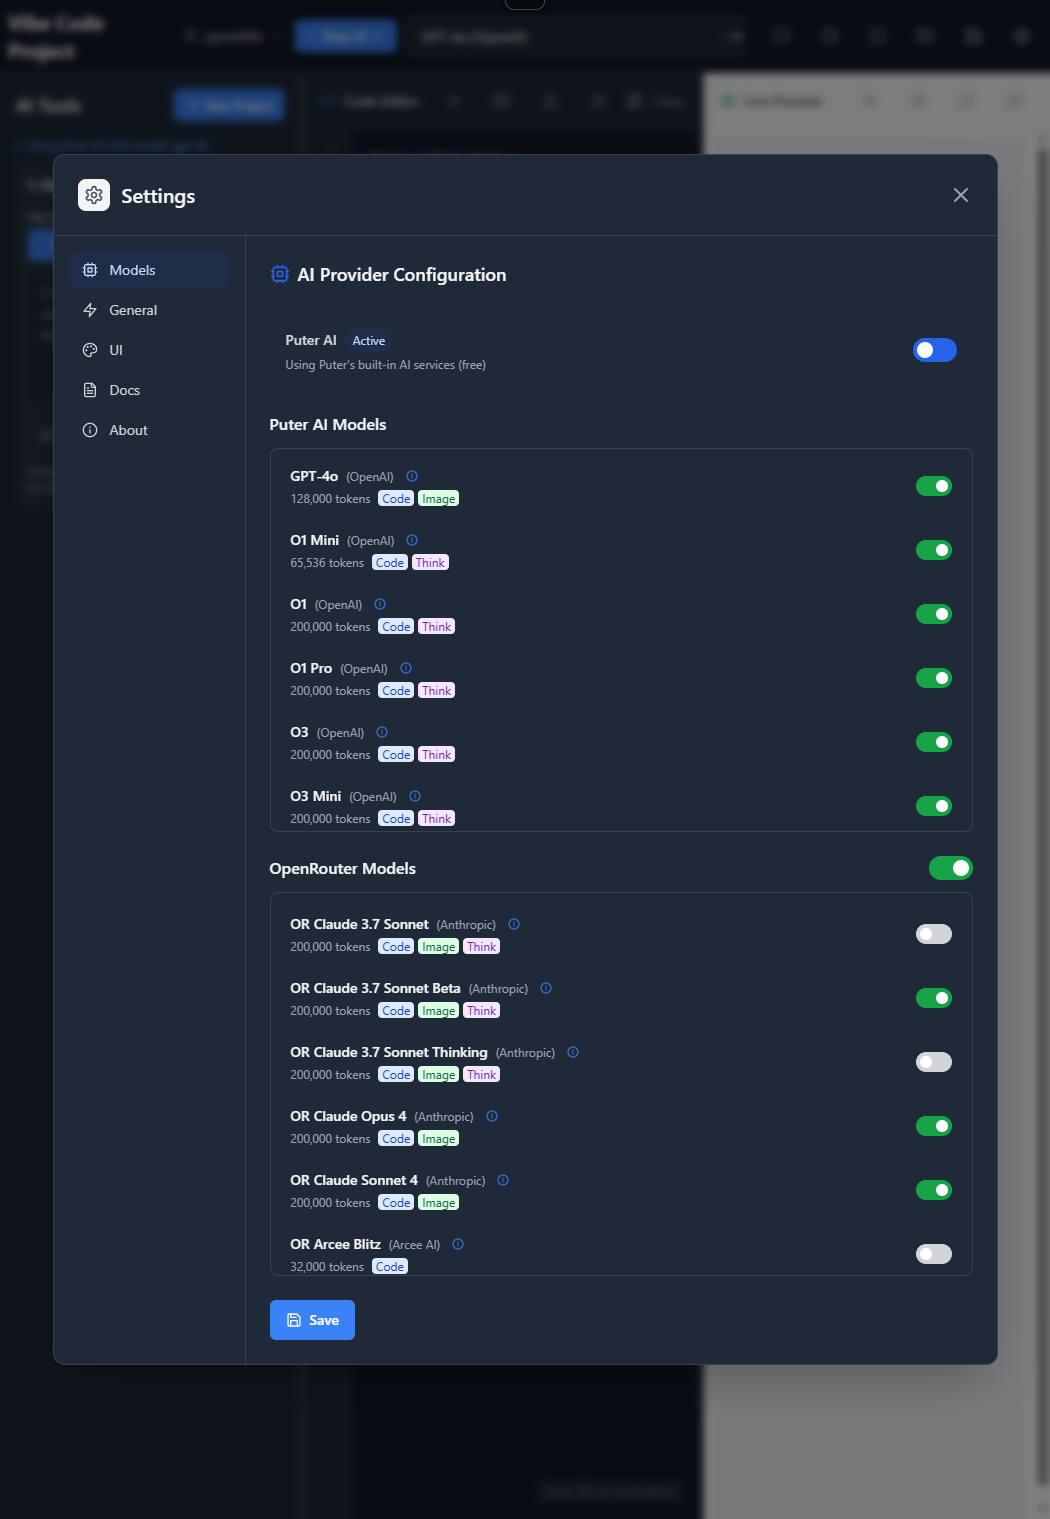 Vibe Code
Project
AI Tools
Code Editor
Live Preview
Settings
Models
General
UI
Docs
About
AI Provider Configuration
Puter AI Active
Using Puter's built-in AI services (free)
Puter AI Models
GPT-4o (OpenAI)
128,000 tokens Code Image
O1 Mini (OpenAI)
65,536 tokens Code Think
O1 (OpenAI)
200,000 tokens Code Think
O1 Pro (OpenAI)
200,000 tokens Code Think
O3 (OpenAI)
200,000 tokens Code Think
O3 Mini (OpenAI)
200,000 tokens Code Think
OpenRouter Models
OR Claude 3.7 Sonnet (Anthropic)
200,000 tokens Code Image Think
OR Claude 3.7 Sonnet Beta (Anthropic)
200,000 tokens Code Image Think
OR Claude 3.7 Sonnet Thinking (Anthropic)
200,000 tokens Code Image Think
OR Claude Opus 4 (Anthropic)
200,000 tokens Code Image
OR Claude Sonnet 4 (Anthropic)
200,000 tokens Code Image
OR Arcee Blitz (Arcee AI)
32,000 tokens Code
Save